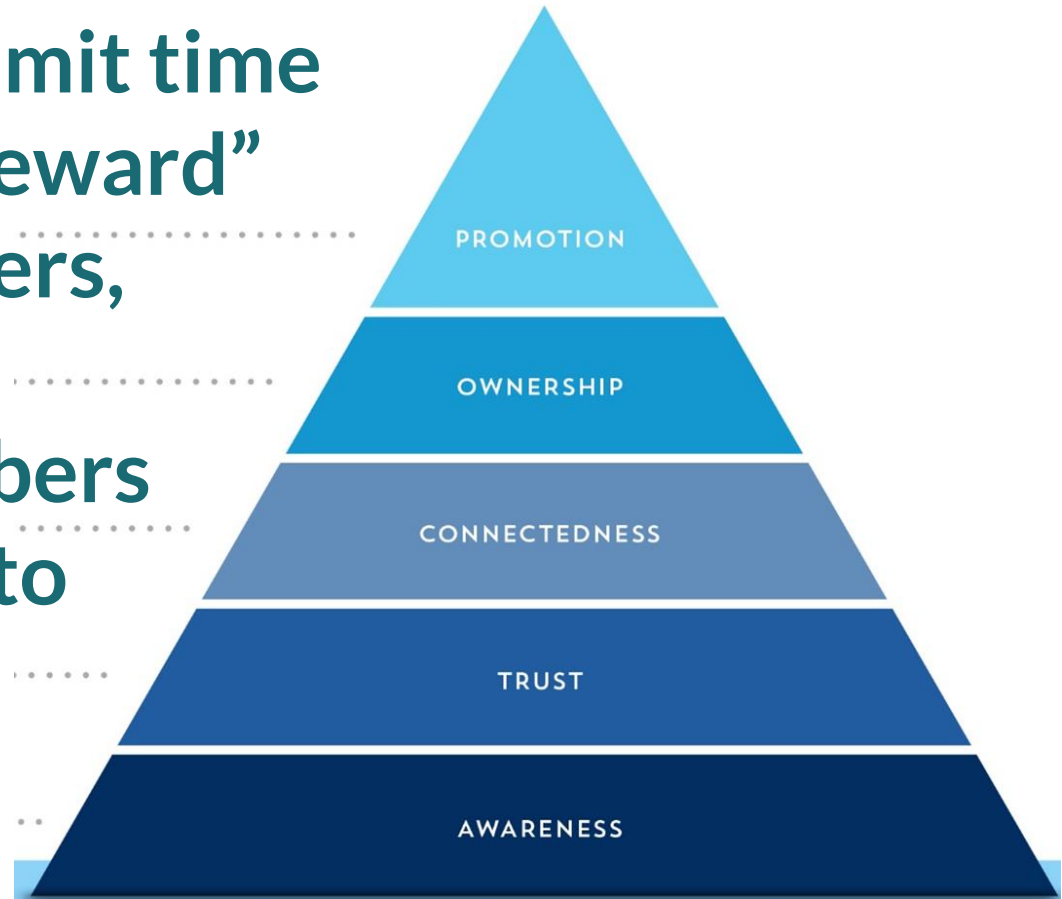 mit time
eward”
ers,
bers
to
PROMOTION
OWNERSHIP
CONNECTEDNESS
TRUST
AWARENESS